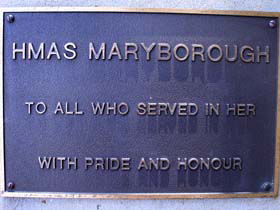 HMAS MARYBOROUGH
TO ALL WHO SERVED IN HER
WITH PRIDE AND HONOUR